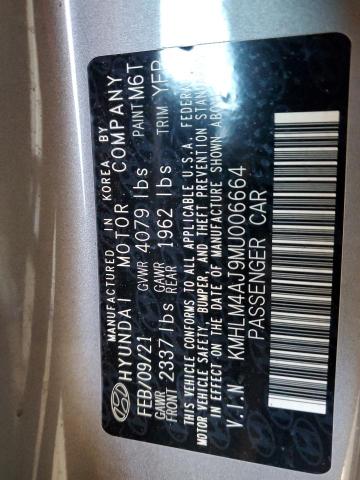 MANUFACTURED IN KOREA BY
HYUNDAI MOTOR COMPANY
FEB/09/21 GVWR 4079 lbs PAINT M6T
GAWR FRONT 2337 lbs GAWR REAR 1962 lbs TRIM YFR
THIS VEHICLE CONFORMS TO ALL APPLICABLE U.S.A. FEDERAL
MOTOR VEHICLE SAFETY, BUMPER, AND THEFT PREVENTION STANDARDS
IN EFFECT ON THE DATE OF MANUFACTURE SHOWN ABOVE
V.I.N KMHLM4AJ9MU006664
PASSENGER CAR